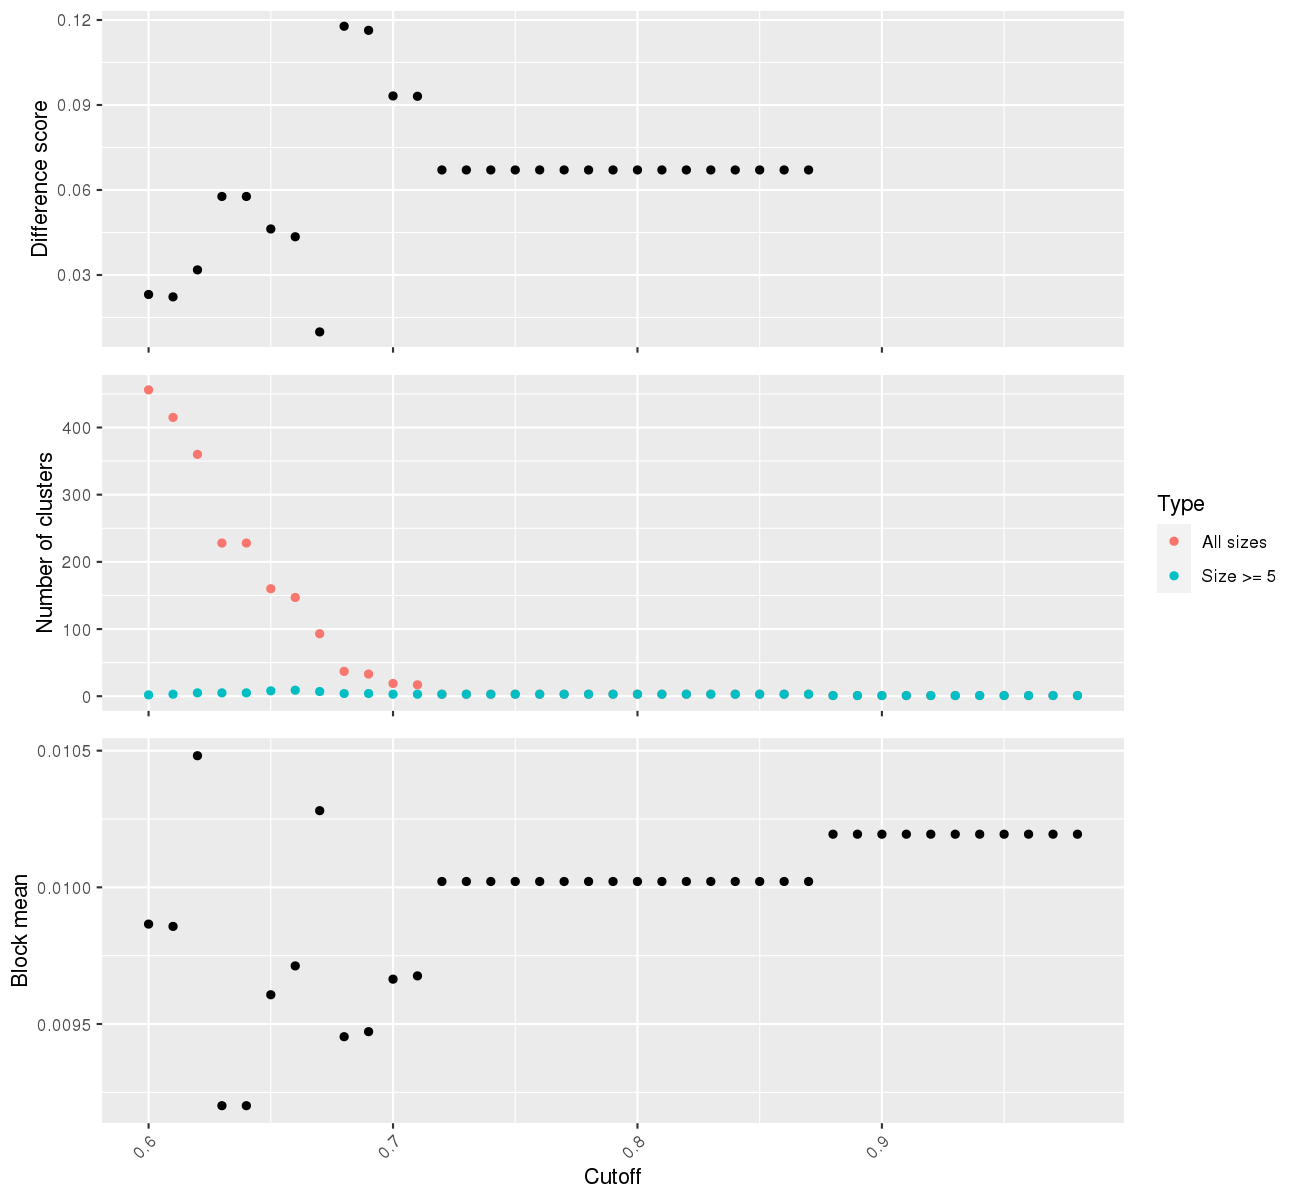 0.12
0.09
0.06
0.03
Difference score
400
300
200
100
0
Number of clusters
Type
All sizes
Size >= 5
0.0105
0.0100
0.0095
Block mean
0.6
0.7
0.8
0.9
Cutoff